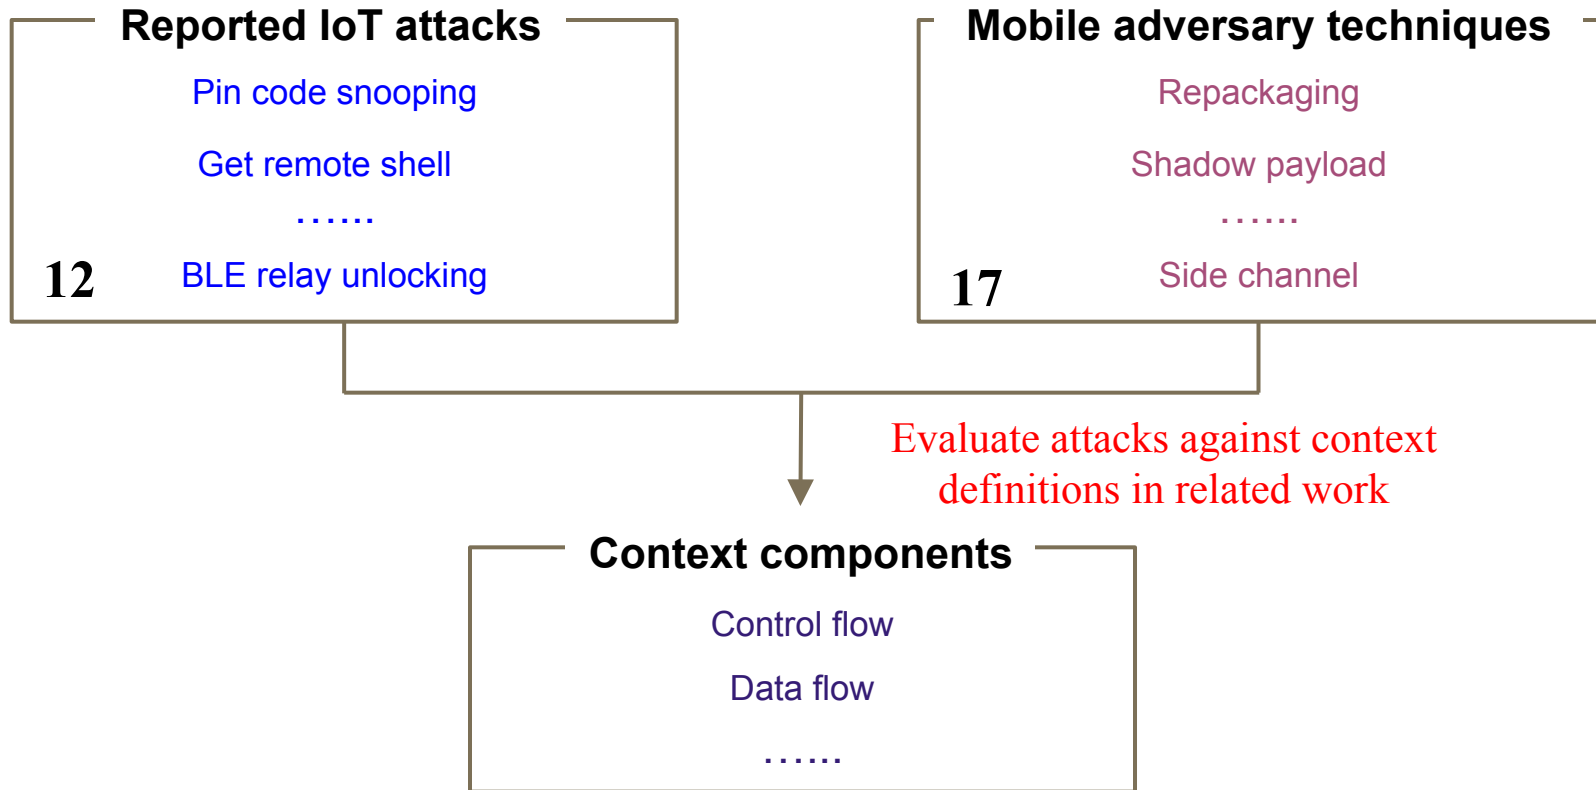 Reported IoT attacks
Pin code snooping
Get remote shell
......
12
BLE relay unlocking
Mobile adversary techniques
Repackaging
Shadow payload
......
17
Side channel
Evaluate attacks against context
definitions in related work
Context components
Control flow
Data flow
......